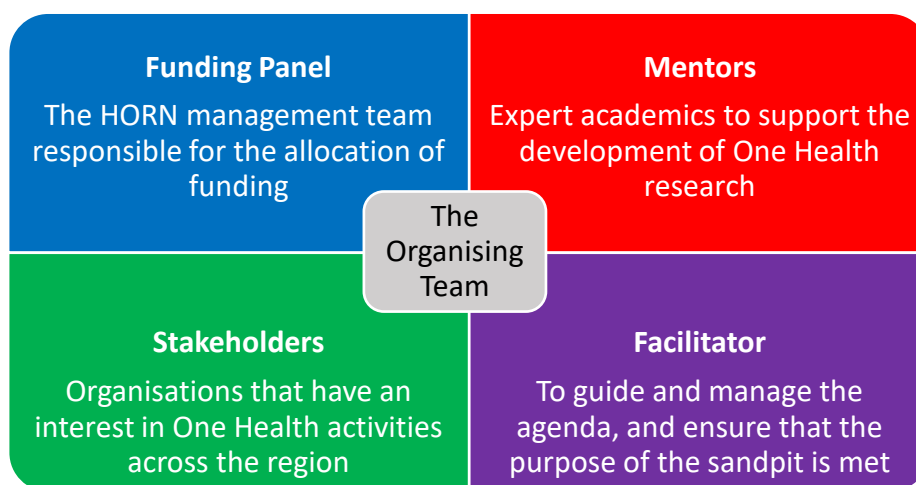 Funding Panel
The HORN management team
responsible for the allocation of
funding
Mentors
Expert academics to support the
development of One Health
research
The
Organising
Team
Stakeholders
Organisations that have an
interest in One Health activities
across the region
Facilitator
To guide and manage the
agenda, and ensure that the
purpose of the sandpit is met